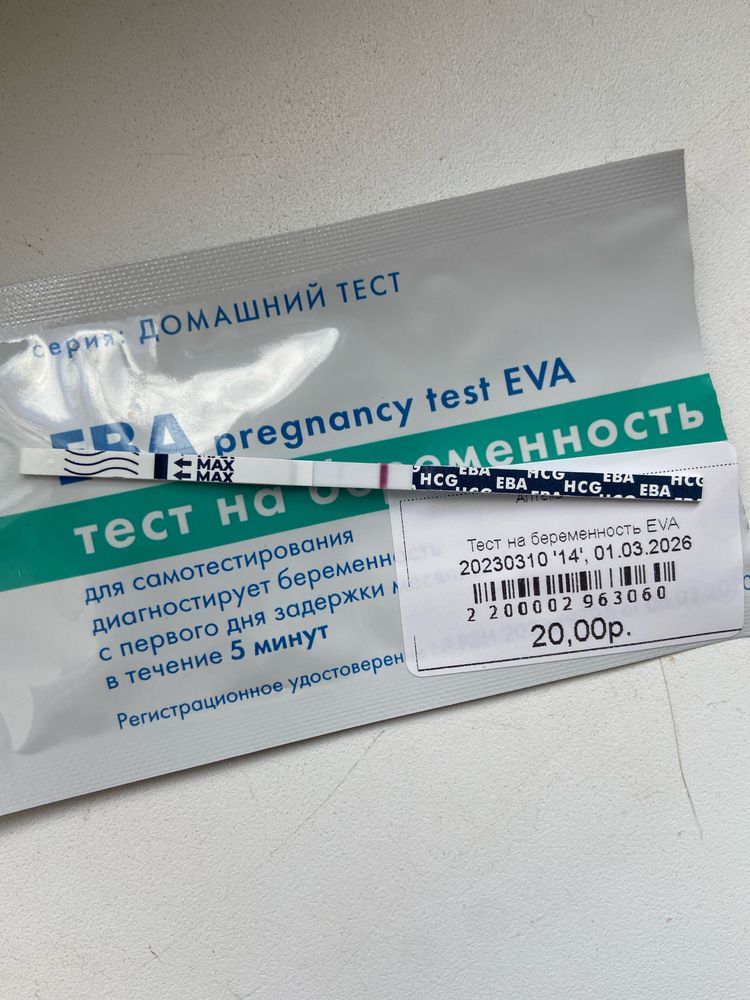 серия: ДОМАШНИЙ ТЕСТ
ЕВА pregnancy test EVA
тест на беременность
MAX
MAX
HCG ЕВА HCG ЕВА HCG
HCG ЕВА HCG ЕВА
для самотестирования
диагностирует беременность
с первого дня задержки
в течение 5 минут
Регистрационное
Аптека
Тест на беременность EVA
20230310 '14', 01.03.2026
2 200002 963060
20,00р.